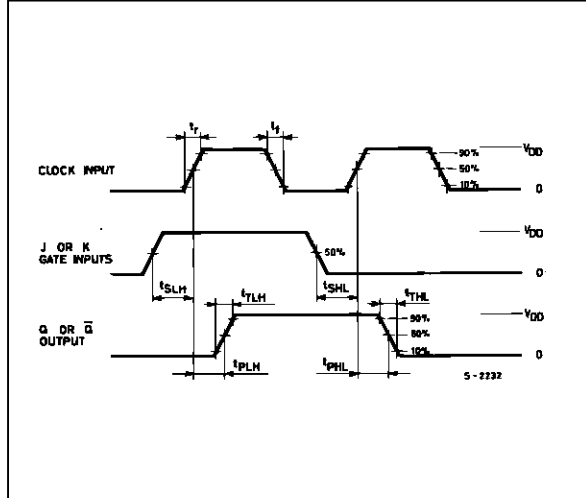 tr
tf
CLOCK INPUT
90%
50%
10%
VDD
0
J OR K
GATE INPUTS
50%
VDD
0
tSLH
tTLH
tSHL
tTHL
Q OR Q̅
OUTPUT
90%
50%
10%
VDD
0
tPLH
tPHL
S-2232